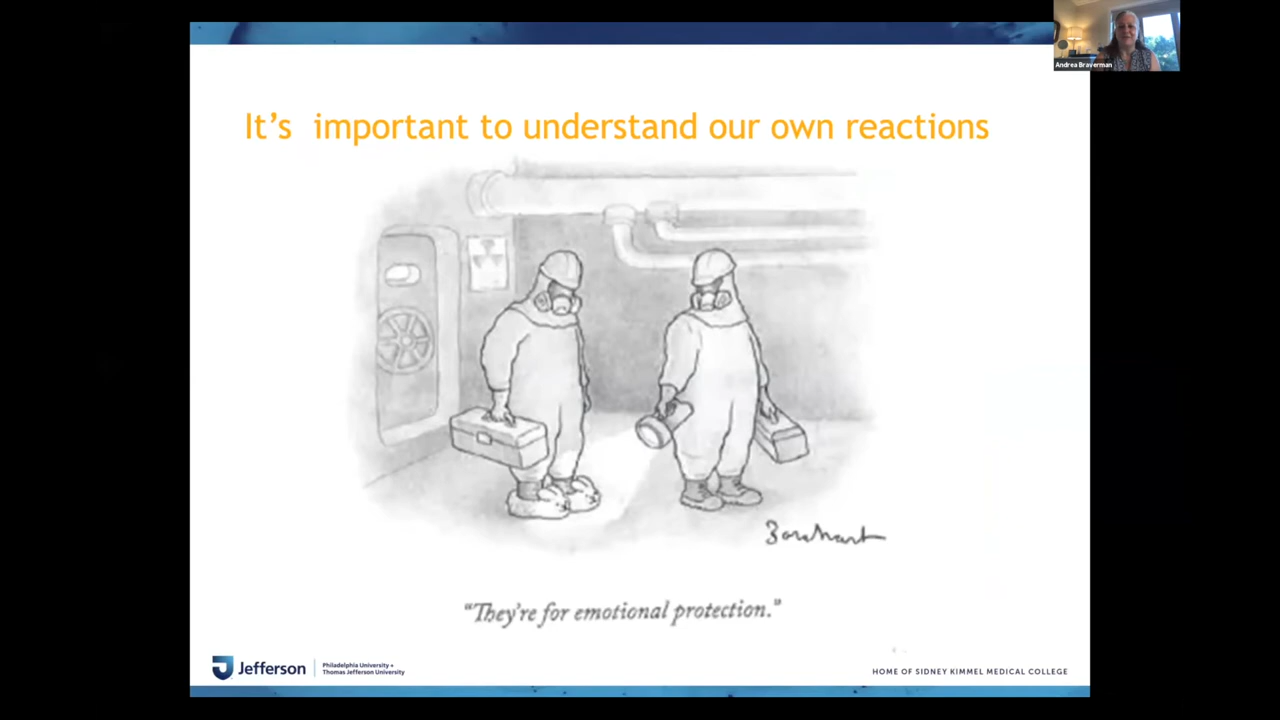 Andrea Braverman
It's important to understand our own reactions
"They're for emotional protection."
Jefferson
Philadelphia University +
Thomas Jefferson University
HOME OF SIDNEY KIMMEL MEDICAL COLLEGE